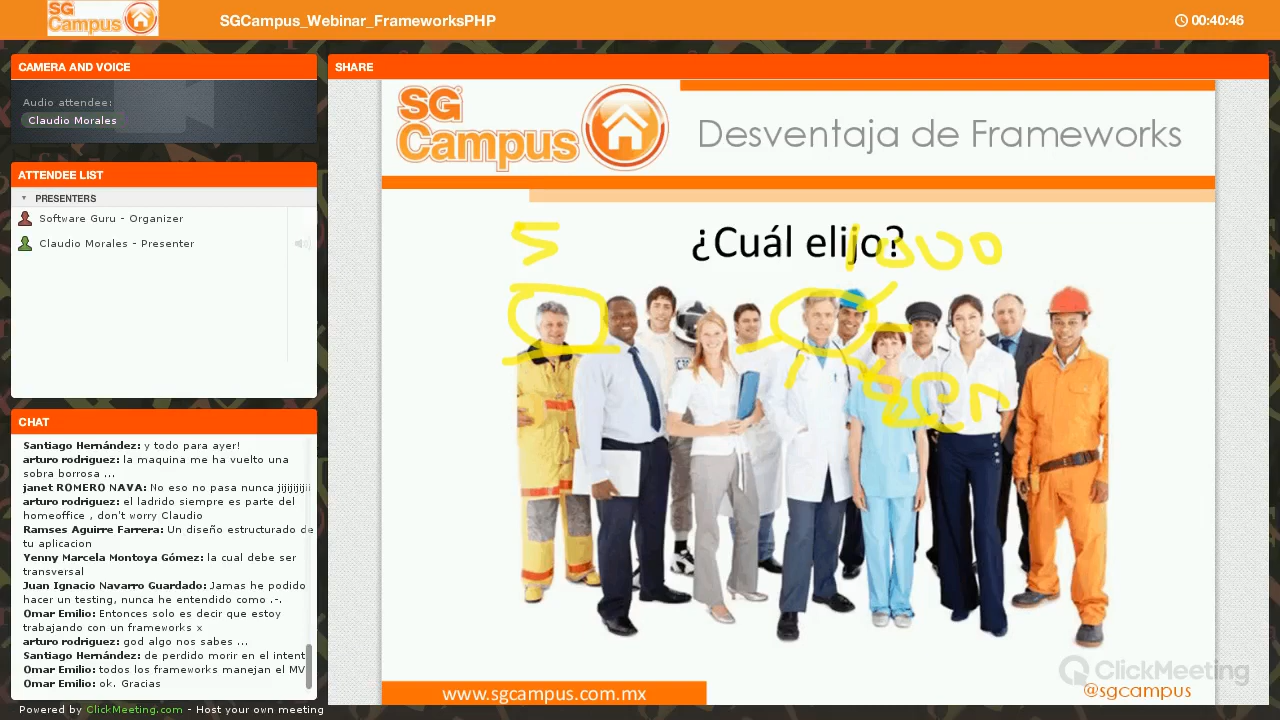 SG
Campus
SGCampus_Webinar_FrameworksPHP
00:40:46
CAMERA AND VOICE
Audio attendee:
Claudio Morales
ATTENDEE LIST
PRESENTERS
Software Guru - Organizer
Claudio Morales - Presenter
CHAT
Santiago Hernández: y todo para ayer!
arturo rodriguez: la maquina me ha vuelto una
sobra borrosa ...
janet ROMERO NAVA: No eso no pasa nunca jijijijijii
arturo rodriguez: el ladrido siempre es parte del
homeoffice , don't worry Claudio
Ramses Aguirre Farrera: Un diseño estructurado de
tu aplicacion
Yenny Marcela Montoya Gómez: la cual debe ser
transversal
Juan Ignacio Navarro Guardado: Jamas he podido
hacer un testing, nunca he entendido como .-.
Omar Emilio: Entonces solo es decir que estoy
trabajando con un frameworks x
arturo rodriguez: god algo nos sabes ...
Santiago Hernández: de perdido morir en el intent
Omar Emilio: todos los frameworks manejan el MV
Omar Emilio: ok. Gracias
Powered by ClickMeeting.com - Host your own meeting
SHARE
SG
Campus
Desventaja de Frameworks
¿Cuál elijo?
ClickMeeting
www.sgcampus.com.mx
@sgcampus